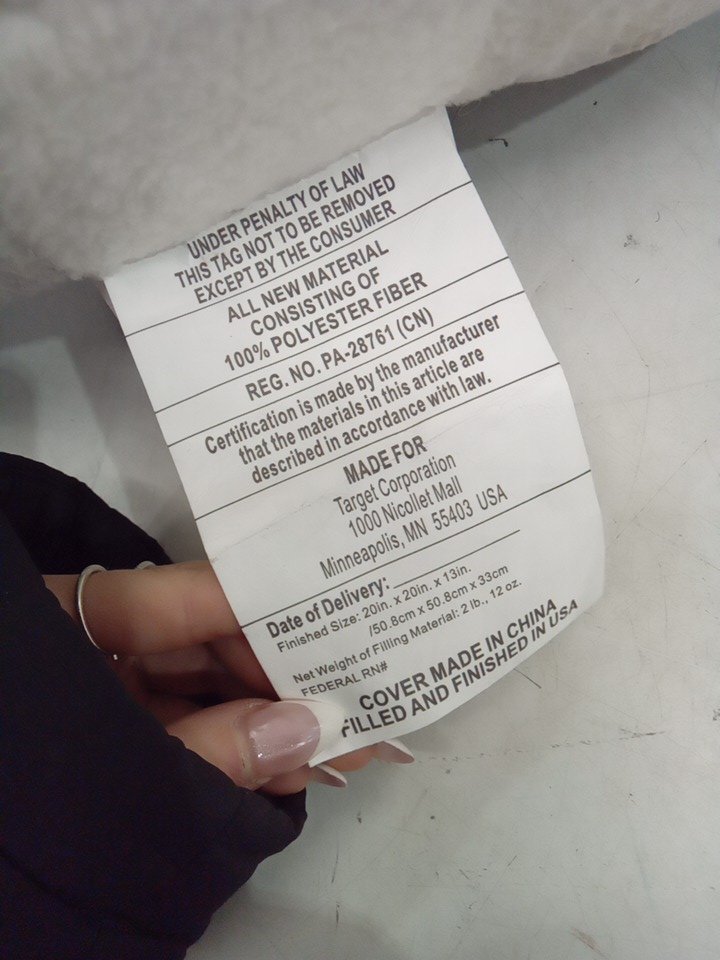 UNDER PENALTY OF LAW
THIS TAG NOT TO BE REMOVED
EXCEPT BY THE CONSUMER
ALL NEW MATERIAL
CONSISTING OF
100% POLYESTER FIBER
REG. NO. PA-28761 (CN)
Certification is made by the manufacturer
that the materials in this article are
described in accordance with law.
MADE FOR
Target Corporation
1000 Nicollet Mall
Minneapolis, MN 55403 USA
Date of Delivery:
Finished Size: 20in. x 20in. x 13in.
/50.8cm x 50.8cm x 33cm
Net Weight of Filling Material: 2 lb., 12 oz.
FEDERAL RN#
COVER MADE IN CHINA
FILLED AND FINISHED IN USA